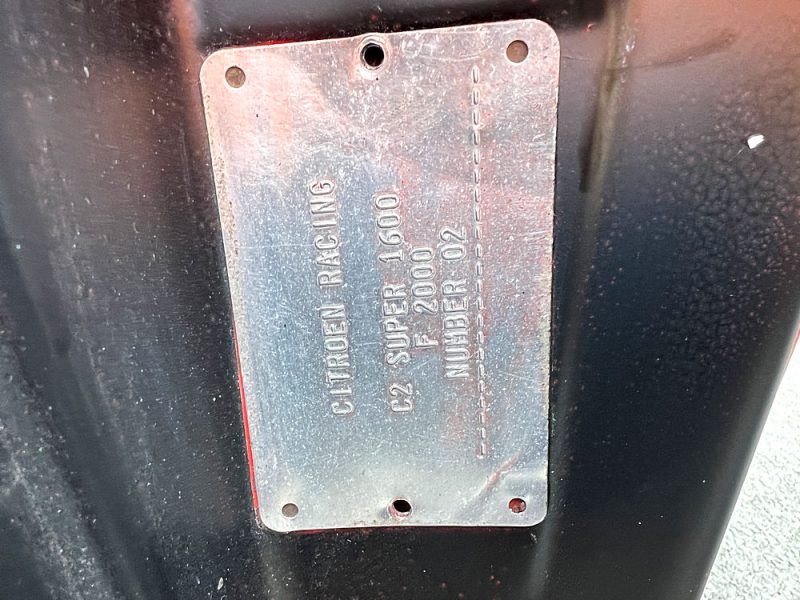 CITROEN RACING
C2 SUPER 1600
F 2000
NUMBER 02
--------------------